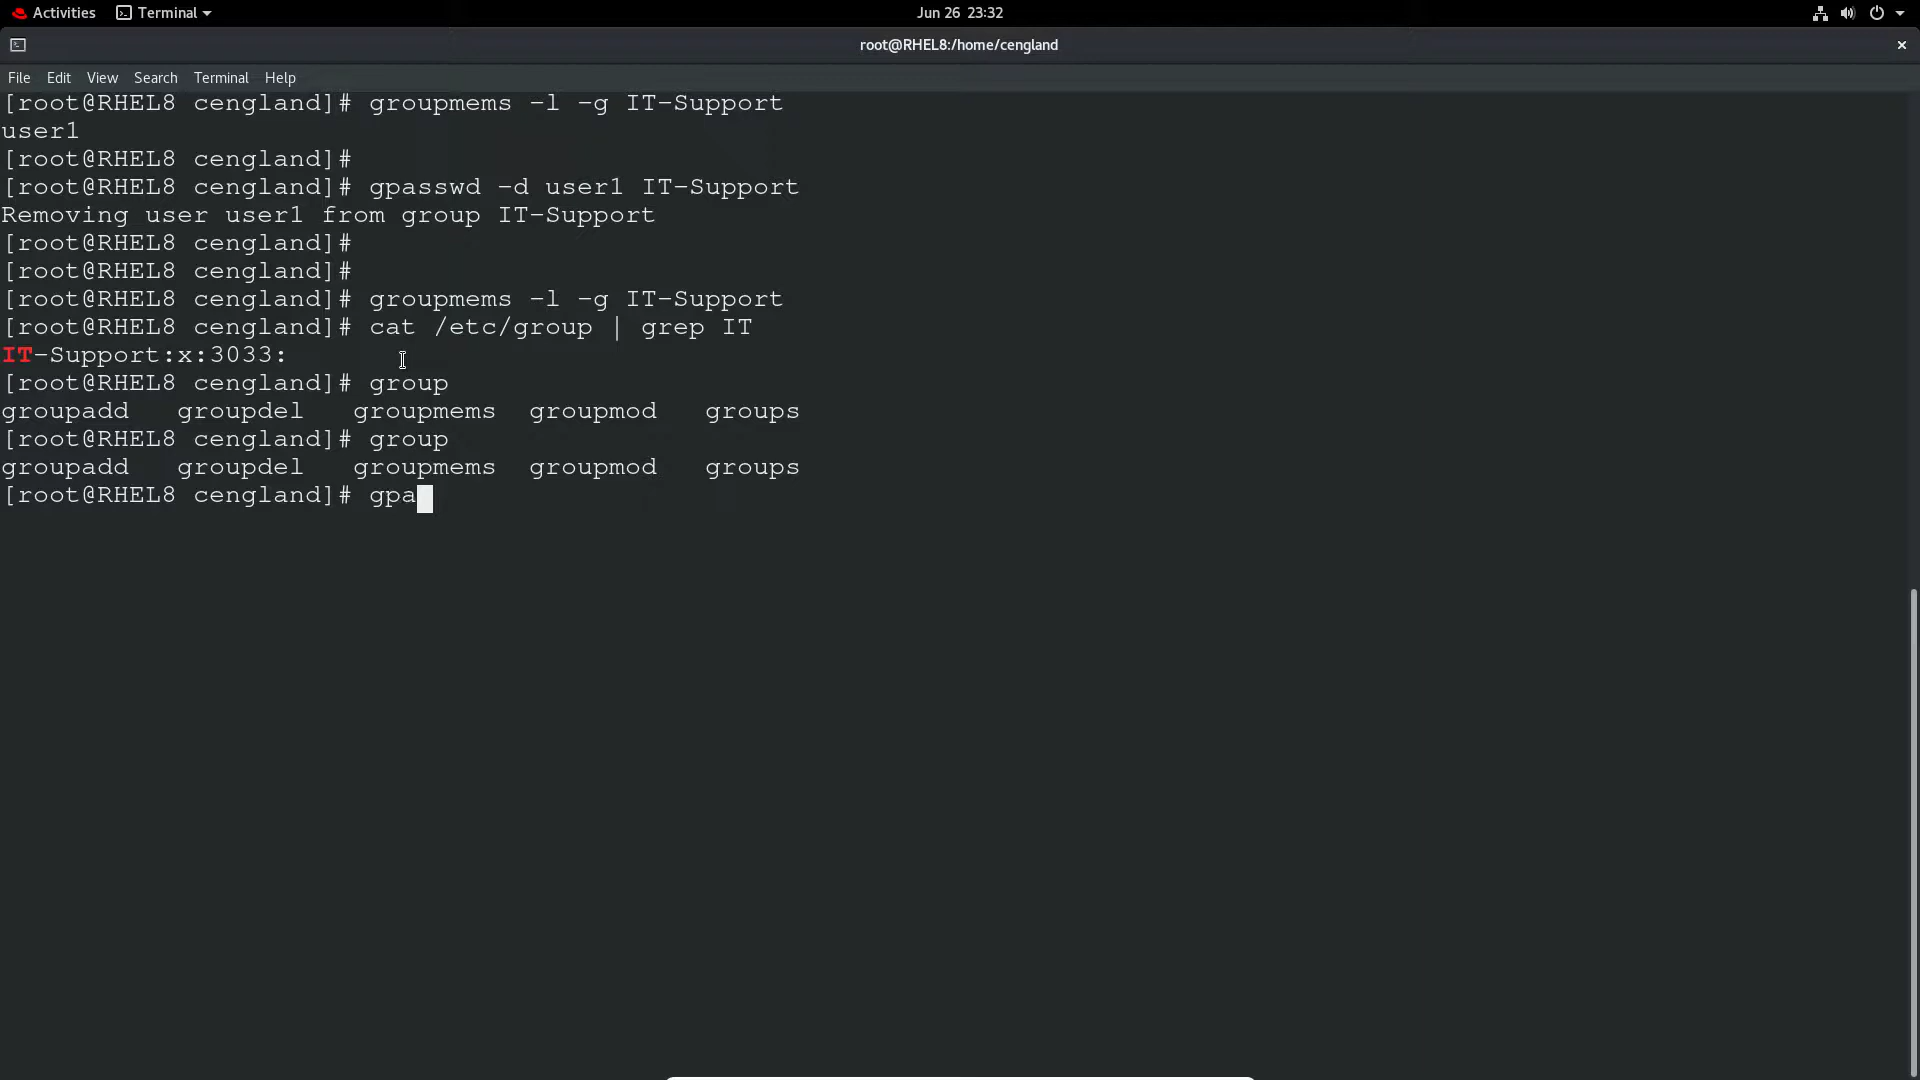 Activities Terminal Jun 26 23:32
root@RHEL8:/home/cengland
File Edit View Search Terminal Help
[root@RHEL8 cengland]# groupmems -l -g IT-Support
user1
[root@RHEL8 cengland]#
[root@RHEL8 cengland]# gpasswd -d user1 IT-Support
Removing user user1 from group IT-Support
[root@RHEL8 cengland]#
[root@RHEL8 cengland]#
[root@RHEL8 cengland]# groupmems -l -g IT-Support
[root@RHEL8 cengland]# cat /etc/group | grep IT
IT-Support:x:3033:
[root@RHEL8 cengland]# group
groupadd groupdel groupmems groupmod groups
[root@RHEL8 cengland]# group
groupadd groupdel groupmems groupmod groups
[root@RHEL8 cengland]# gpa